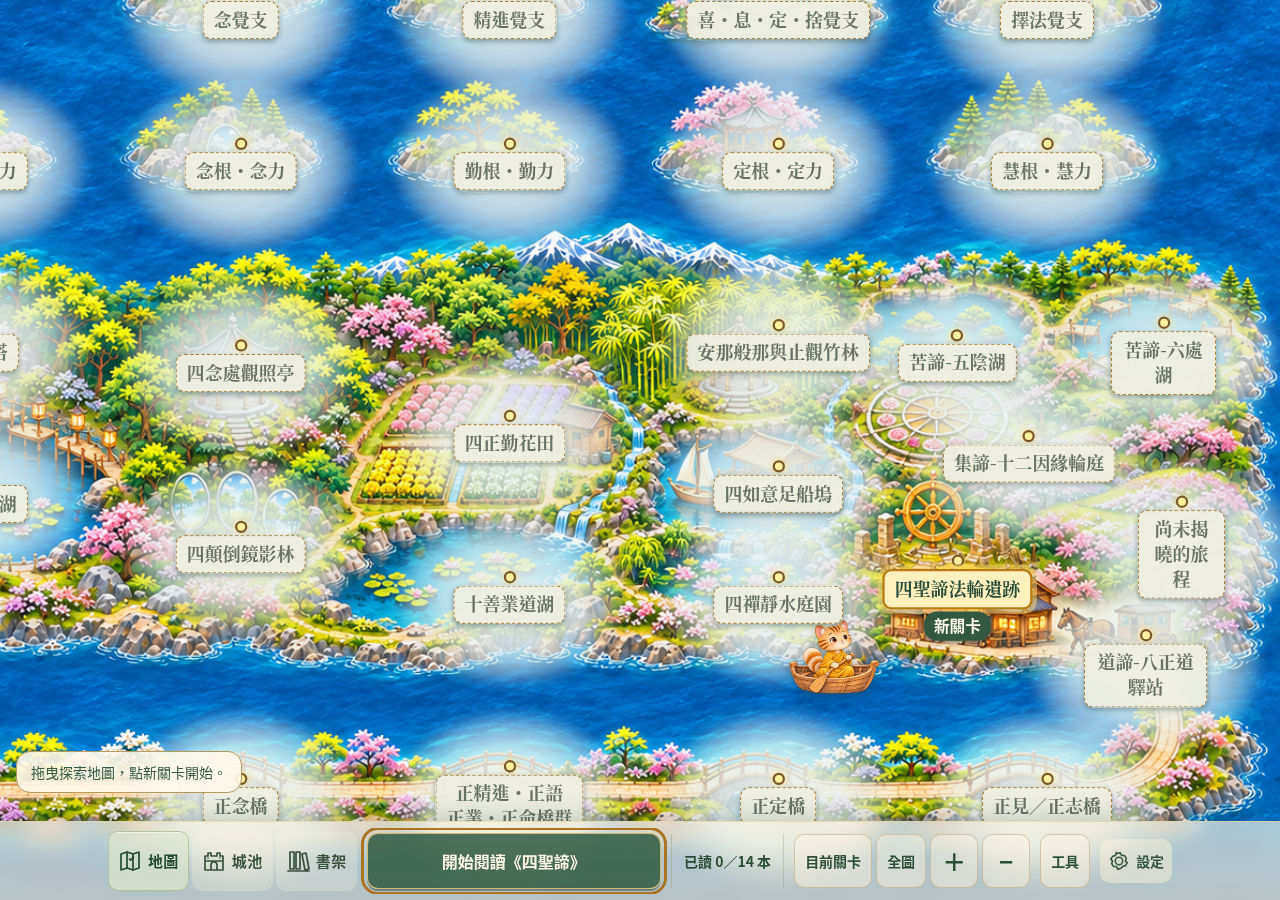 念覺支
精進覺支
喜・息・定・捨覺支
擇法覺支
力
念根・念力
勤根・勤力
定根・定力
慧根・慧力
塔
四念處觀照亭
四正勤花田
安那般那與止觀竹林
苦諦-五陰湖
苦諦-六處
湖
集諦-十二因緣輪庭
湖
四顛倒鏡影林
十善業道湖
四如意足船塢
四禪靜水庭園
四聖諦法輪遺跡
新關卡
尚未揭
曉的旅
程
道諦-八正道
驛站
拖曳探索地圖，點新關卡開始。
正念橋
正精進・正語
正業・正命橋群
正定橋
正見／正志橋
地圖
城池
書架
開始閱讀《四聖諦》
已讀 0／14 本
目前關卡
全圖
+
−
工具
設定